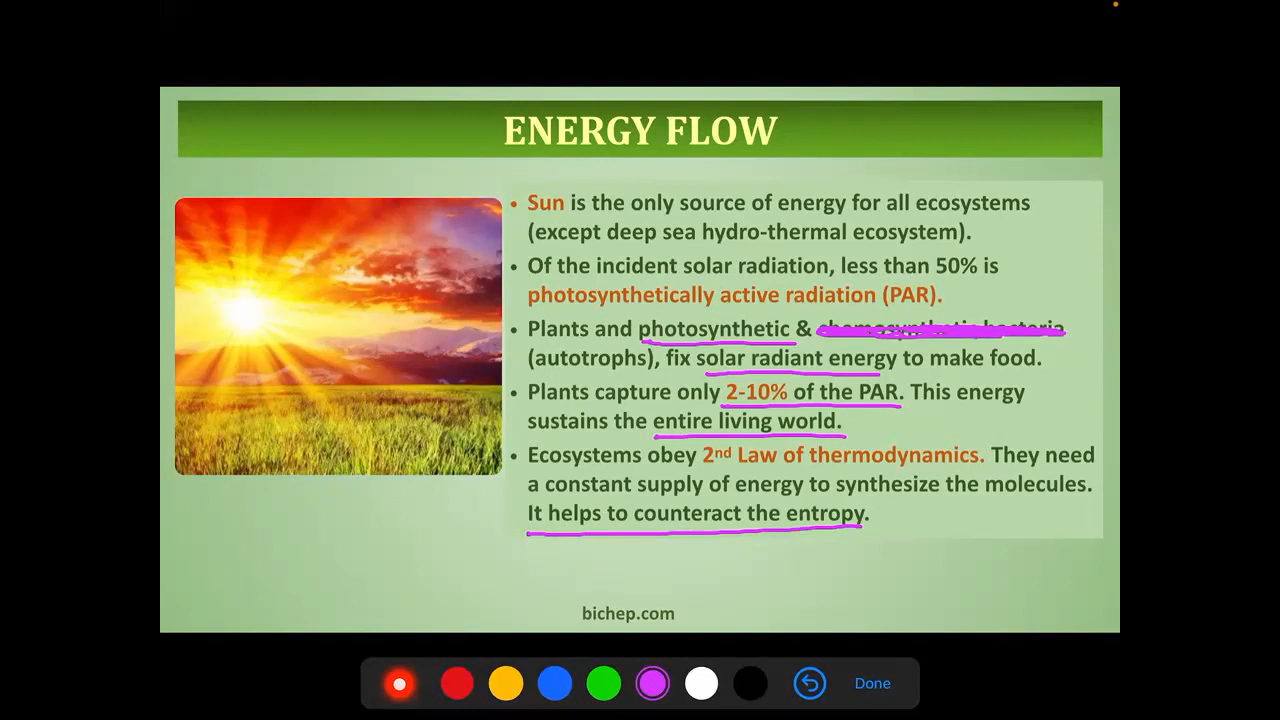 ENERGY FLOW
• Sun is the only source of energy for all ecosystems
(except deep sea hydro-thermal ecosystem).
• Of the incident solar radiation, less than 50% is
photosynthetically active radiation (PAR).
• Plants and photosynthetic & chemosynthetic bacteria
(autotrophs), fix solar radiant energy to make food.
• Plants capture only 2-10% of the PAR. This energy
sustains the entire living world.
• Ecosystems obey 2nd Law of thermodynamics. They need
a constant supply of energy to synthesize the molecules.
It helps to counteract the entropy.
bichep.com
Done